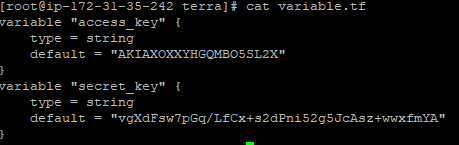 [root@ip-172-31-35-242 terra]# cat variable.tf
variable "access_key" {
type = string
default = "AKIAXOXXYHGQMBO5SL2X"
}
variable "secret_key" {
type = string
default = "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"
}